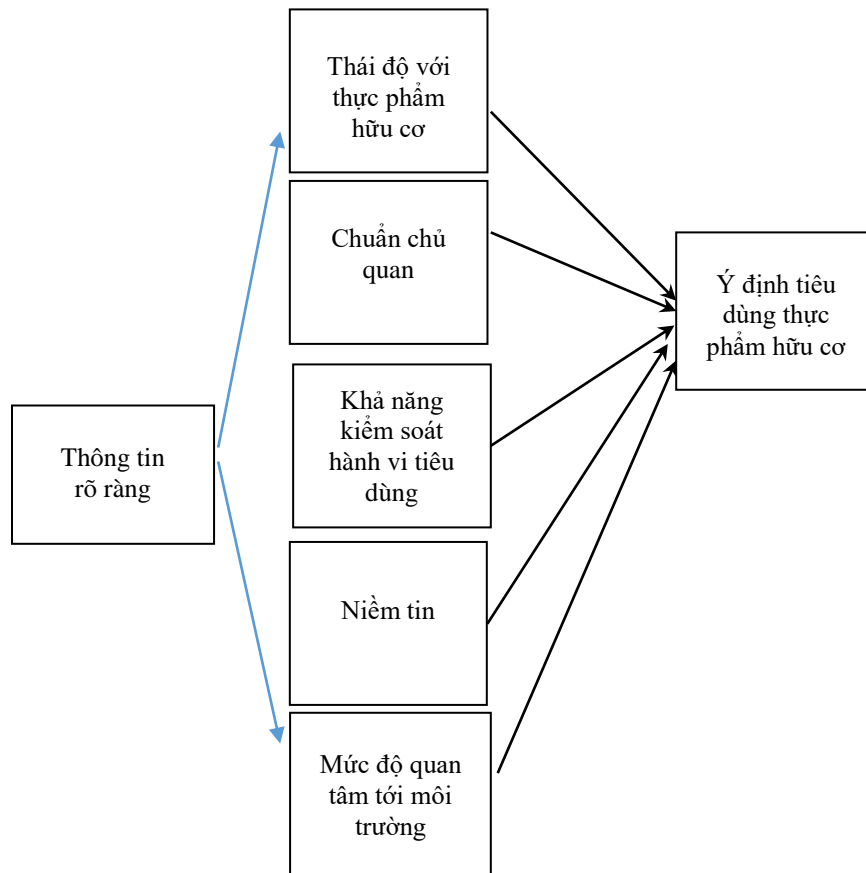 Thái độ với
thực phẩm
hữu cơ
Chuẩn chủ
quan
Ý định tiêu
dùng thực
phẩm hữu cơ
Khả năng
kiểm soát
hành vi tiêu
dùng
Thông tin
rõ ràng
Niềm tin
Mức độ quan
tâm tới môi
trường